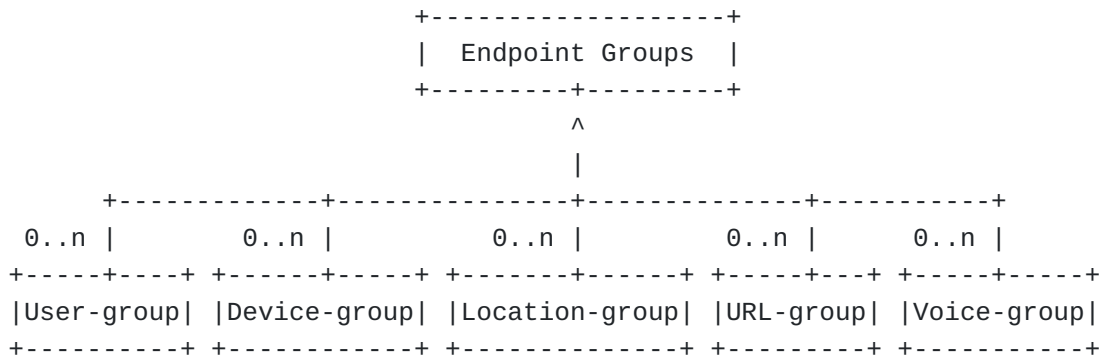 Endpoint Groups
0..n 0..n 0..n 0..n 0..n
User-group Device-group Location-group URL-group Voice-group